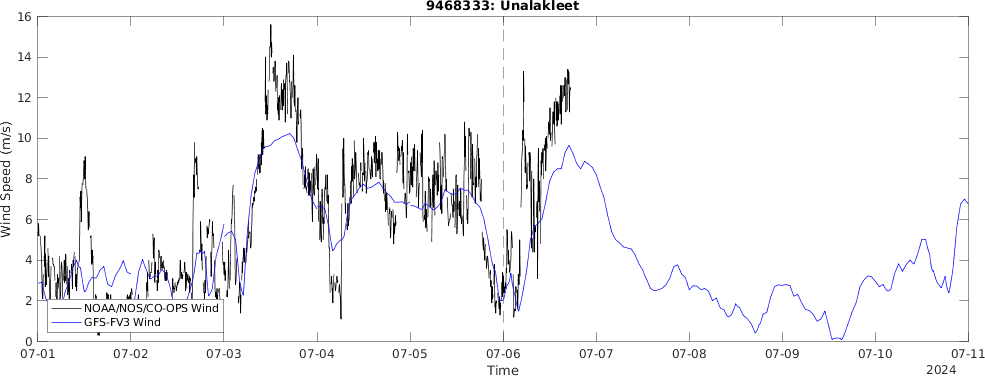 9468333: Unalakleet
16
14
12
10
8
6
4
2
0
Wind Speed (m/s)
NOAA/NOS/CO-OPS Wind
GFS-FV3 Wind
07-01 07-02 07-03 07-04 07-05 07-06 07-07 07-08 07-09 07-10 07-11
Time
2024